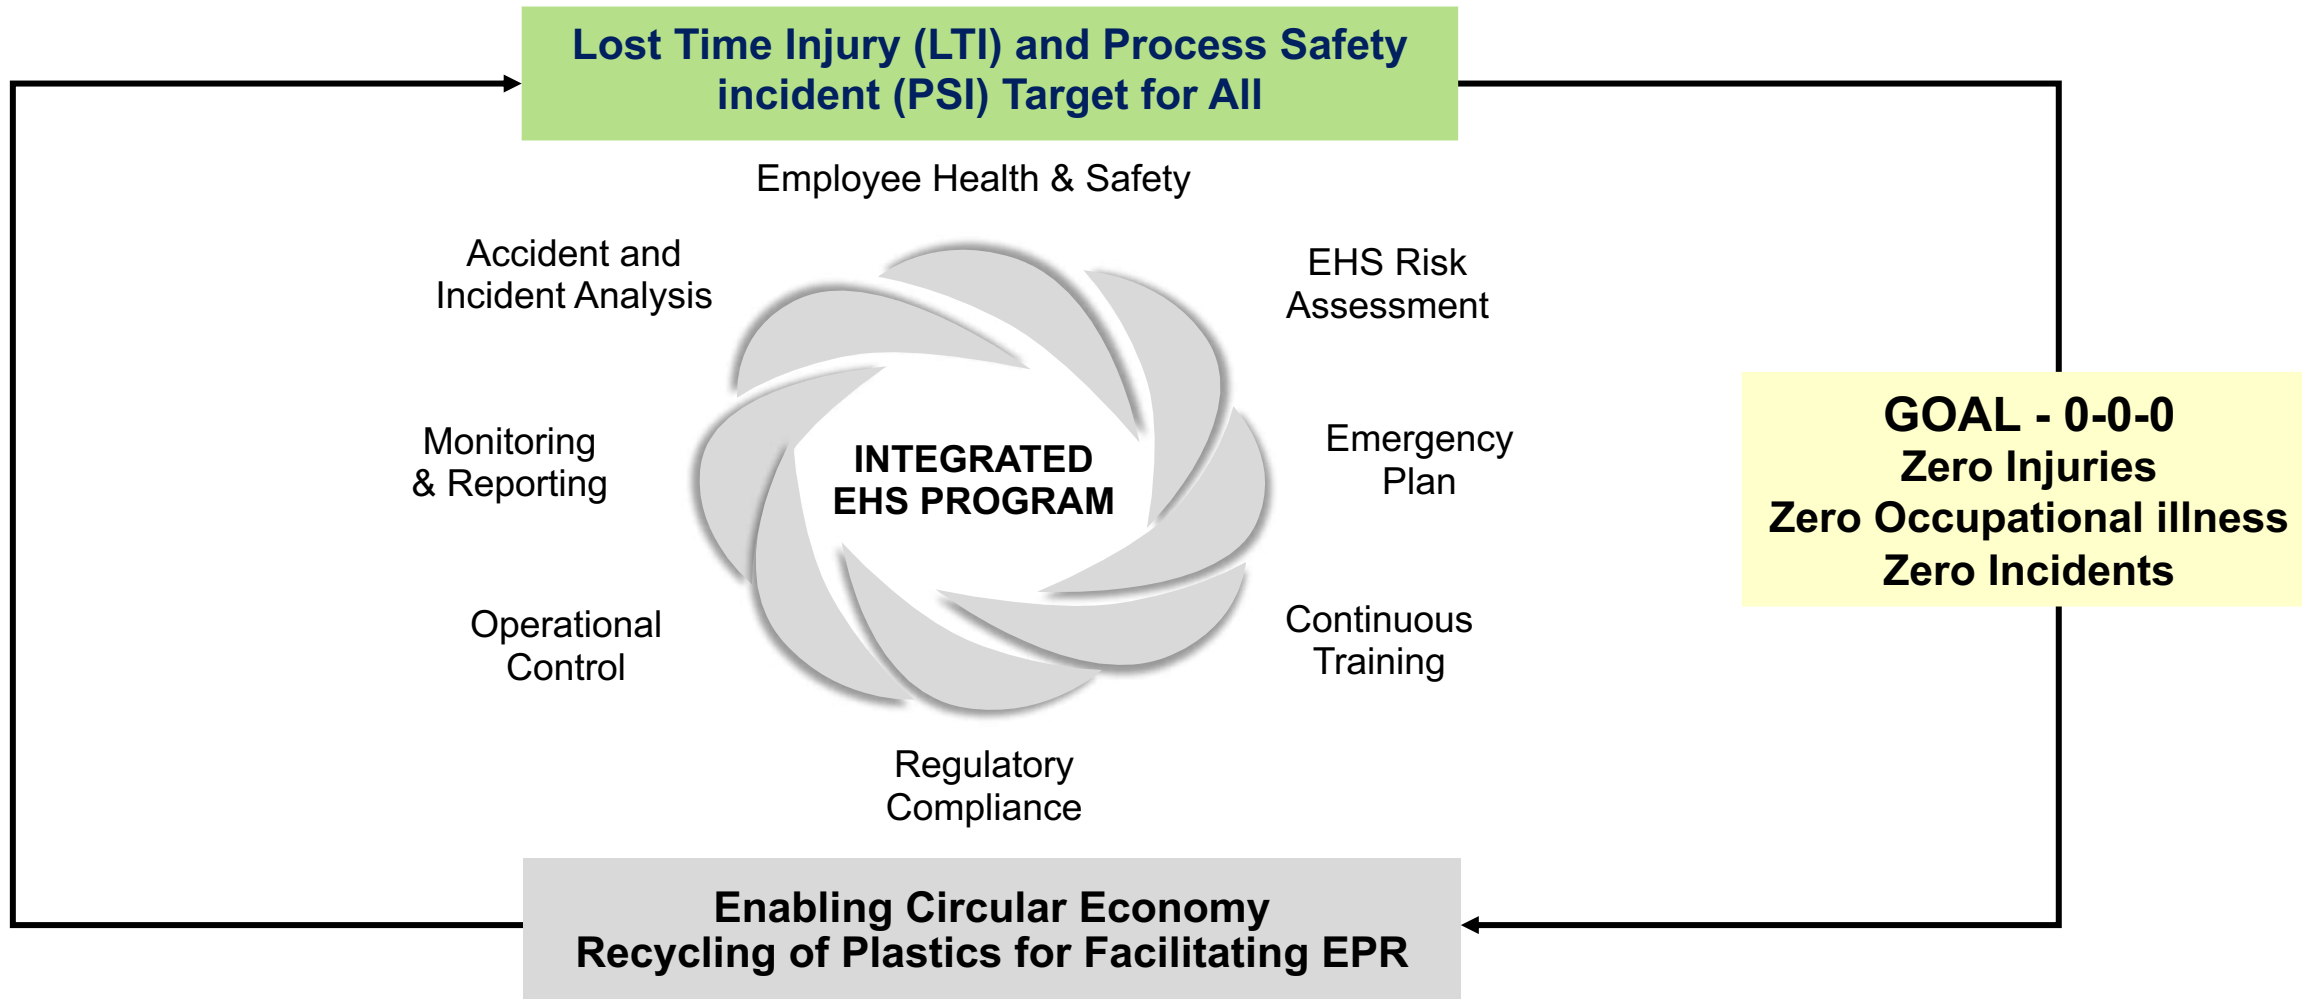 Lost Time Injury (LTI) and Process Safety
incident (PSI) Target for All
Employee Health & Safety
Accident and
Incident Analysis
EHS Risk
Assessment
Monitoring
& Reporting
INTEGRATED
EHS PROGRAM
Emergency
Plan
GOAL - 0-0-0
Zero Injuries
Zero Occupational illness
Zero Incidents
Operational
Control
Continuous
Training
Regulatory
Compliance
Enabling Circular Economy
Recycling of Plastics for Facilitating EPR